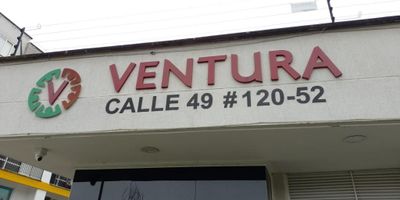 V VENTURA
CALLE 49 #120-52